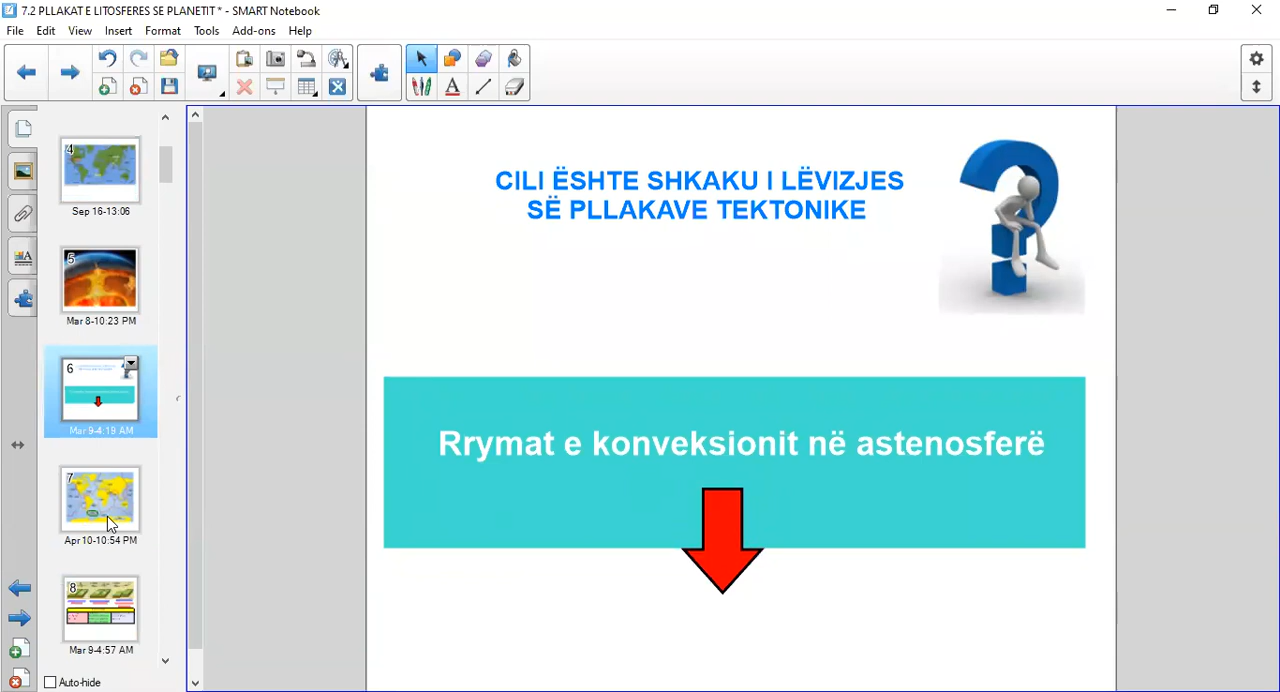 7.2 PLLAKAT E LITOSFERES SE PLANETIT * - SMART Notebook
File Edit View Insert Format Tools Add-ons Help
4
Sep 16-13:06
5
Mar 8-10:23 PM
6
Mar 9-4:19 AM
7
Apr 10-10:54 PM
8
Mar 9-4:57 AM
Auto-hide
CILI ËSHTE SHKAKU I LËVIZJES
SË PLLAKAVE TEKTONIKE
Rrymat e konveksionit në astenosferë